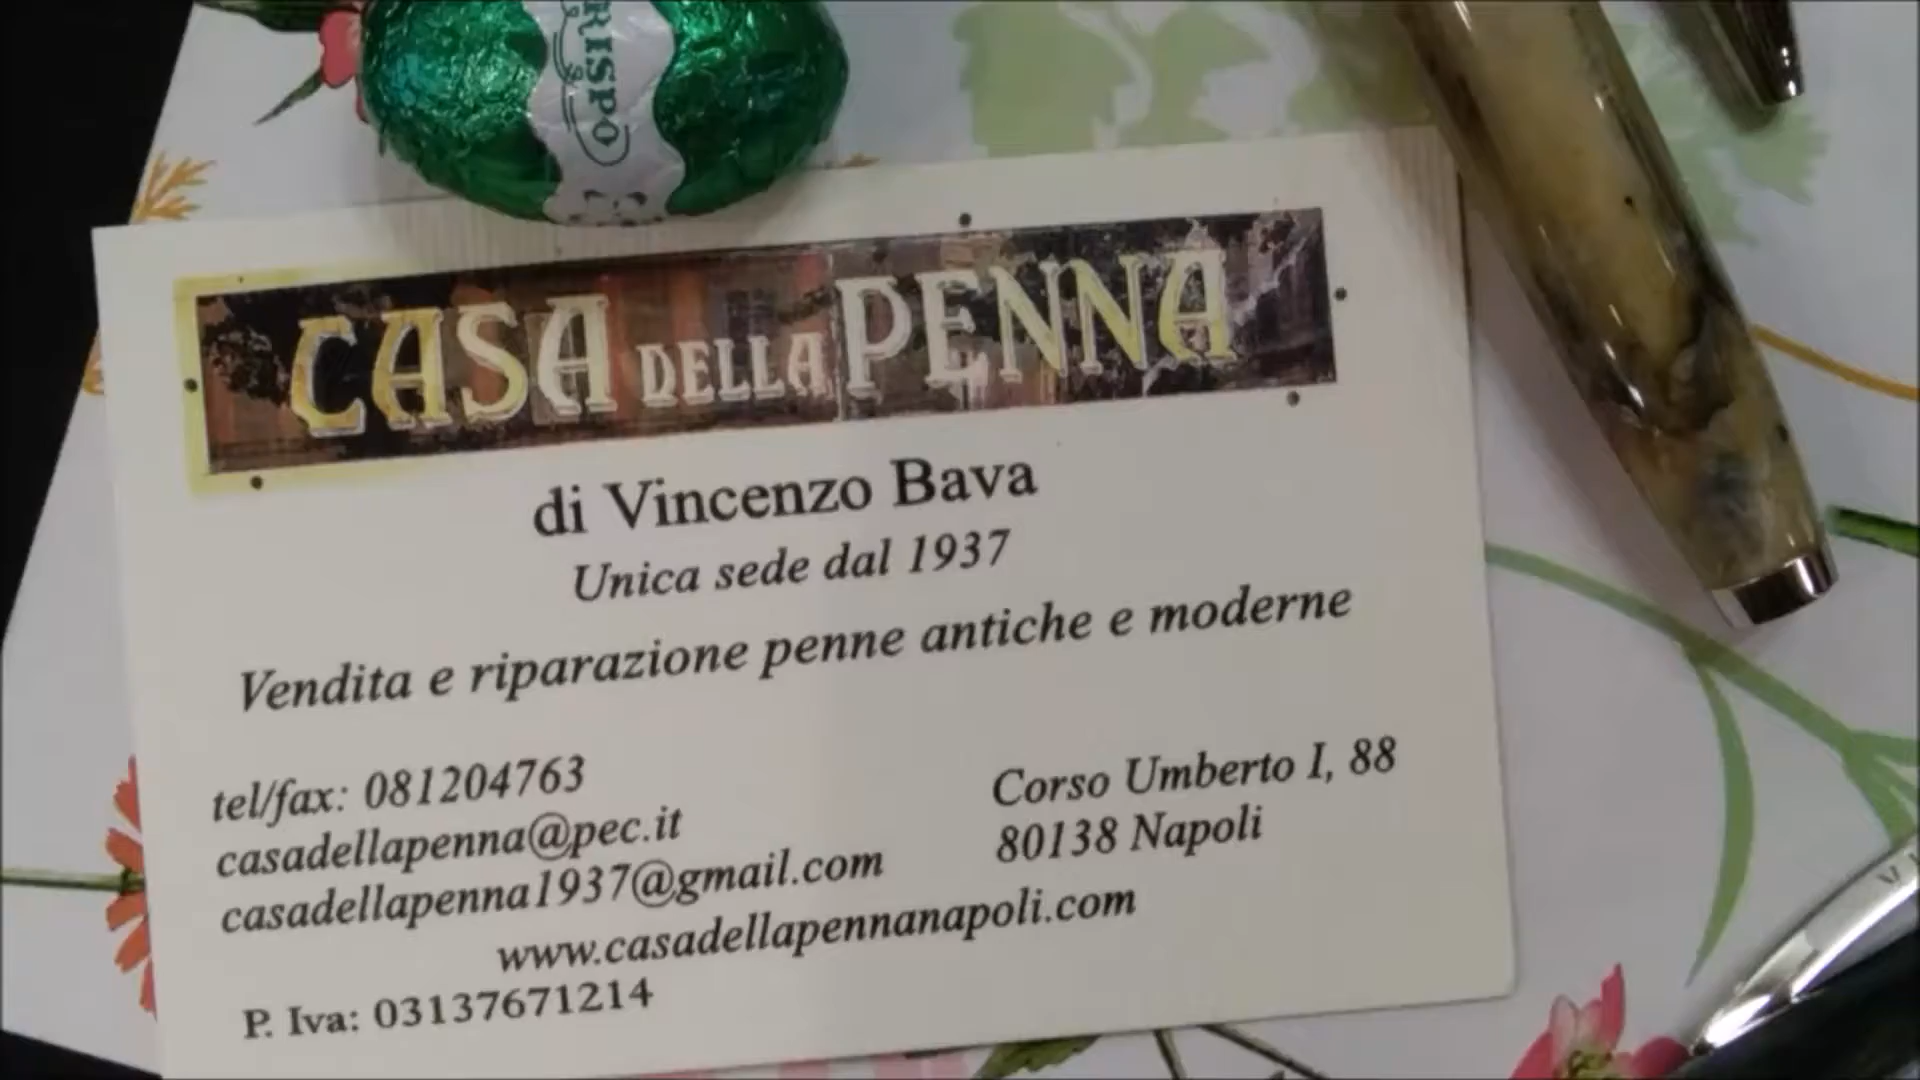 RISPO
CASA DELLA PENNA
di Vincenzo Bava
Unica sede dal 1937
Vendita e riparazione penne antiche e moderne
tel/fax: 081204763
casadellapenna@pec.it
casadellapenna1937@gmail.com
Corso Umberto I, 88
80138 Napoli
www.casadellapennanapoli.com
P. Iva: 03137671214